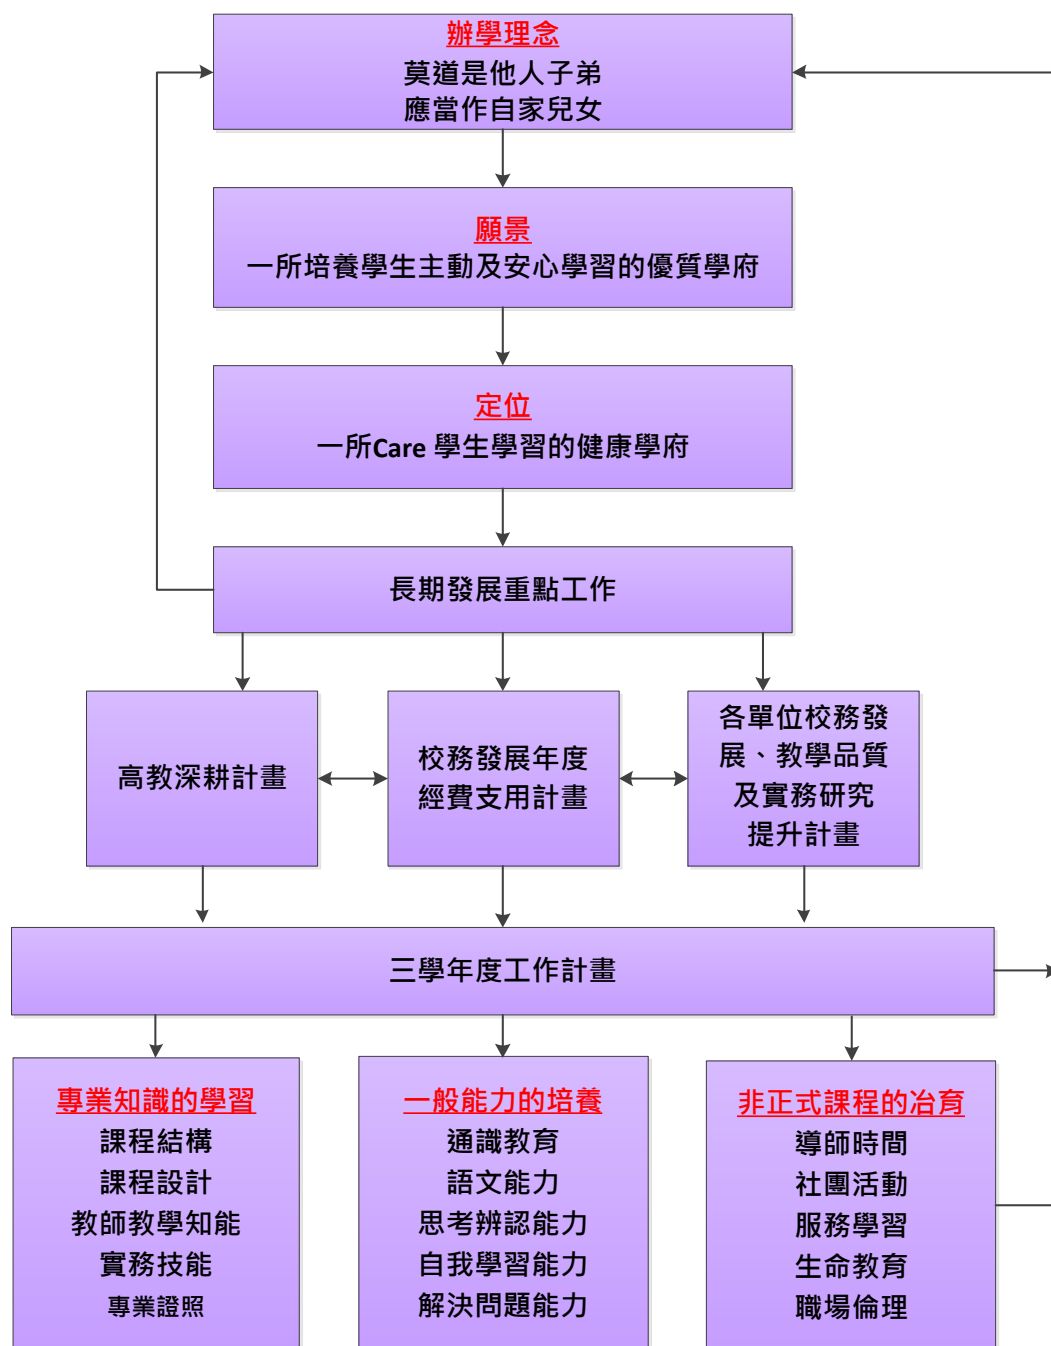 辦學理念
莫道是他人子弟
應當作自家兒女
願景
一所培養學生主動及安心學習的優質學府
定位
一所Care 學生學習的健康學府
長期發展重點工作
高教深耕計畫
校務發展年度
經費支用計畫
各單位校務發
展、教學品質
及實務研究
提升計畫
三學年度工作計畫
專業知識的學習
課程結構
課程設計
教師教學知能
實務技能
專業證照
一般能力的培養
通識教育
語文能力
思考辨認能力
自我學習能力
解決問題能力
非正式課程的冶育
導師時間
社團活動
服務學習
生命教育
職場倫理